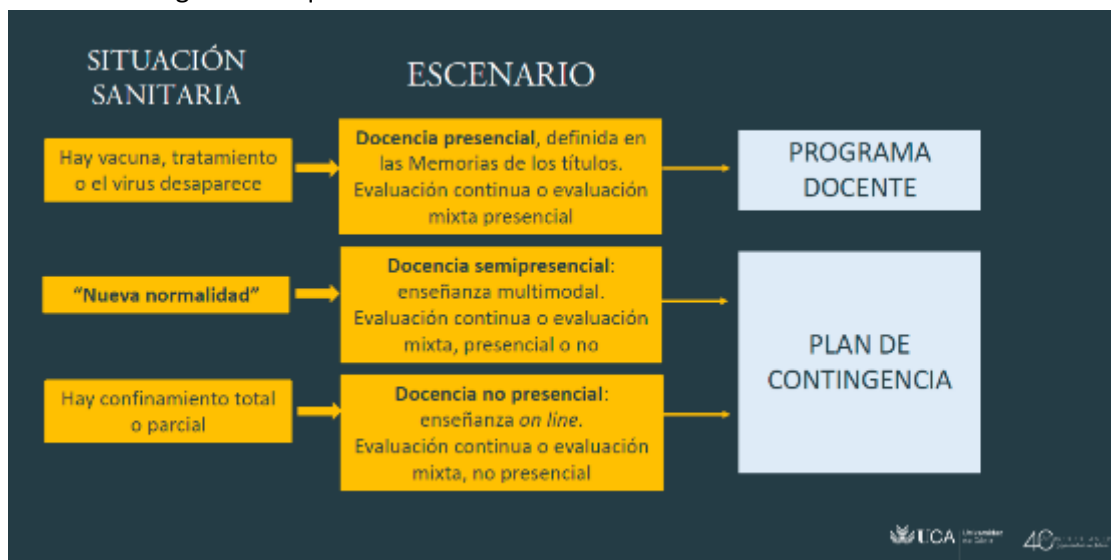 SITUACIÓN
SANITARIA
ESCENARIO
Hay vacuna, tratamiento
o el virus desaparece
Docencia presencial, definida en
las Memorias de los títulos.
Evaluación continua o evaluación
mixta presencial
PROGRAMA
DOCENTE
"Nueva normalidad"
Docencia semipresencial:
enseñanza multimodal.
Evaluación continua o evaluación
mixta, presencial o no
PLAN DE
CONTINGENCIA
Hay confinamiento total
o parcial
Docencia no presencial:
enseñanza on line.
Evaluación continua o evaluación
mixta, no presencial
UCA
Universidad
de Cádiz
40